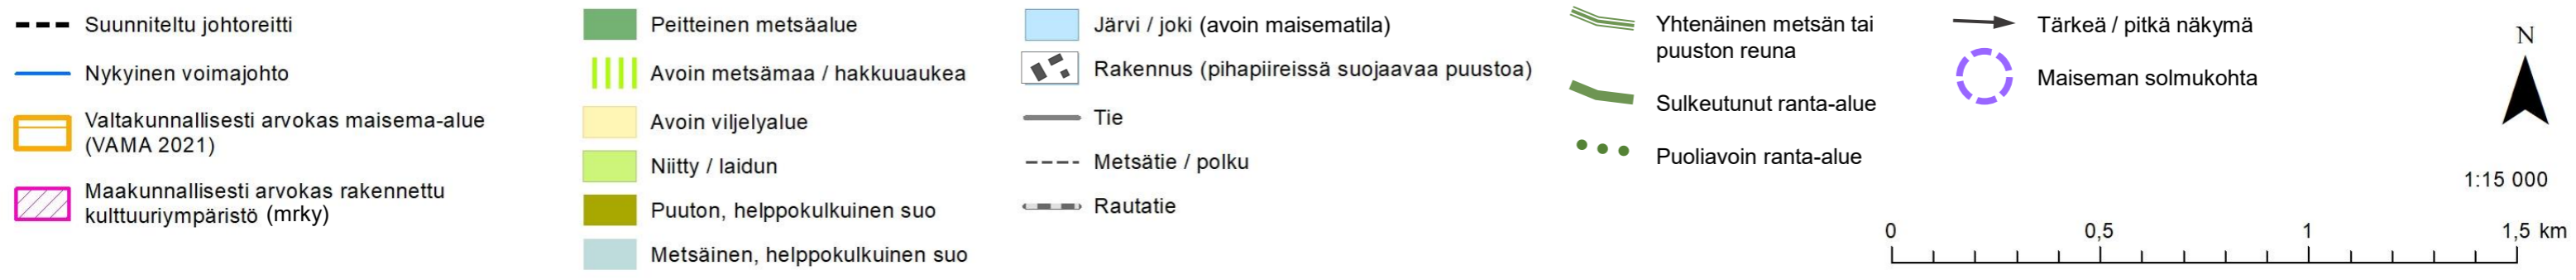 Suunniteltu johtoreitti
Nykyinen voimajohto
Valtakunnallisesti arvokas maisema-alue
(VAMA 2021)
Maakunnallisesti arvokas rakennettu
kulttuuriympäristö (mrky)
Peitteinen metsäalue
Avoin metsämaa / hakkuuaukea
Avoin viljelyalue
Niitty / laidun
Puuton, helppokulkuinen suo
Metsäinen, helppokulkuinen suo
Järvi / joki (avoin maisematila)
Rakennus (pihapiireissä suojaavaa puustoa)
Tie
Metsätie / polku
Rautatie
Yhtenäinen metsän tai
puuston reuna
Sulkeutunut ranta-alue
Puoliavoin ranta-alue
Tärkeä / pitkä näkymä
Maiseman solmukohta
N
1:15 000
0 0,5 1 1,5 km